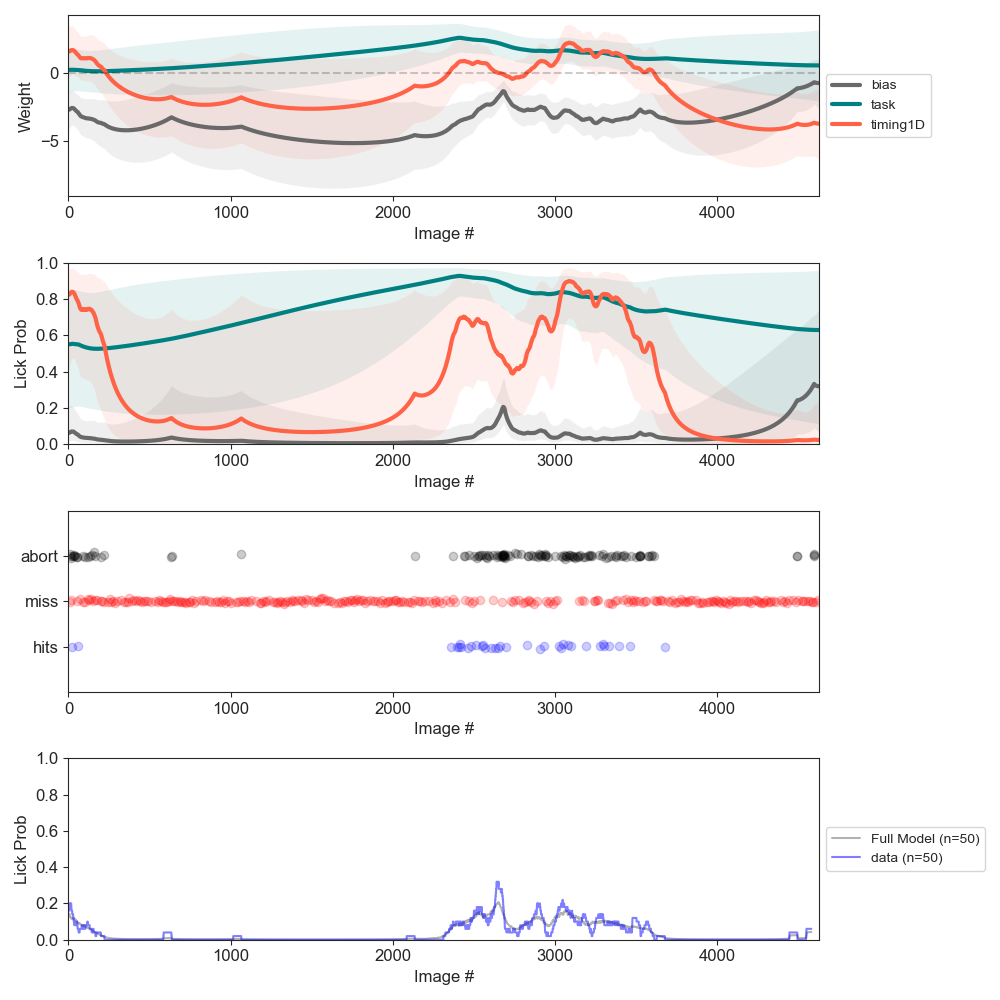 0
−5
Weight
0
1000
2000
3000
4000
Image #
bias
task
timing1D
1.0
0.8
0.6
0.4
0.2
0.0
Lick Prob
0
1000
2000
3000
4000
Image #
abort
miss
hits
0
1000
2000
3000
4000
Image #
1.0
0.8
0.6
0.4
0.2
0.0
Lick Prob
0
1000
2000
3000
4000
Image #
Full Model (n=50)
data (n=50)